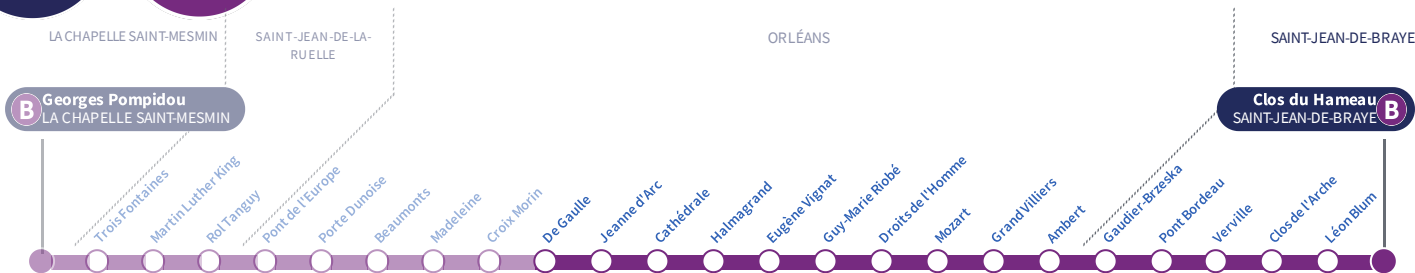 LA CHAPELLE SAINT-MESMIN
SAINT-JEAN-DE-LA-
RUELLE
ORLÉANS
SAINT-JEAN-DE-BRAYE
B
Georges Pompidou
LA CHAPELLE SAINT-MESMIN
Clos du Hameau
SAINT-JEAN-DE-BRAYE
B
Trois Fontaines
Martin Luther King
Rol Tanguy
Pont de l'Europe
Porte Dunoise
Beaumonts
Madeleine
Croix Morin
De Gaulle
Jeanne d'Arc
Cathédrale
Halmagrand
Eugène Vignat
Guy-Marie Riobé
Droits de l'Homme
Mozart
Grand Villiers
Ambert
Gaudier-Brzeska
Pont Bordeau
Verville
Clos de l'Arche
Léon Blum